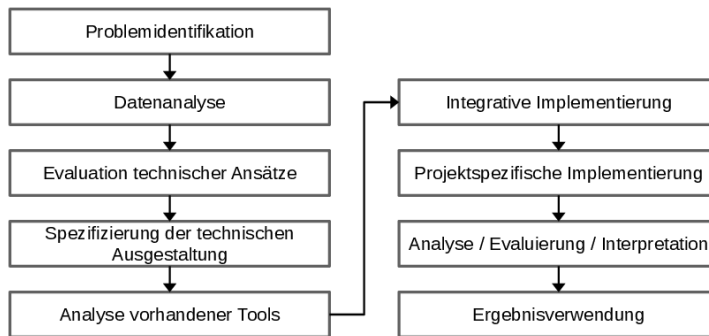 Problemidentifikation
Datenanalyse
Evaluation technischer Ansätze
Spezifizierung der technischen
Ausgestaltung
Analyse vorhandener Tools
Integrative Implementierung
Projektspezifische Implementierung
Analyse / Evaluierung / Interpretation
Ergebnisverwendung